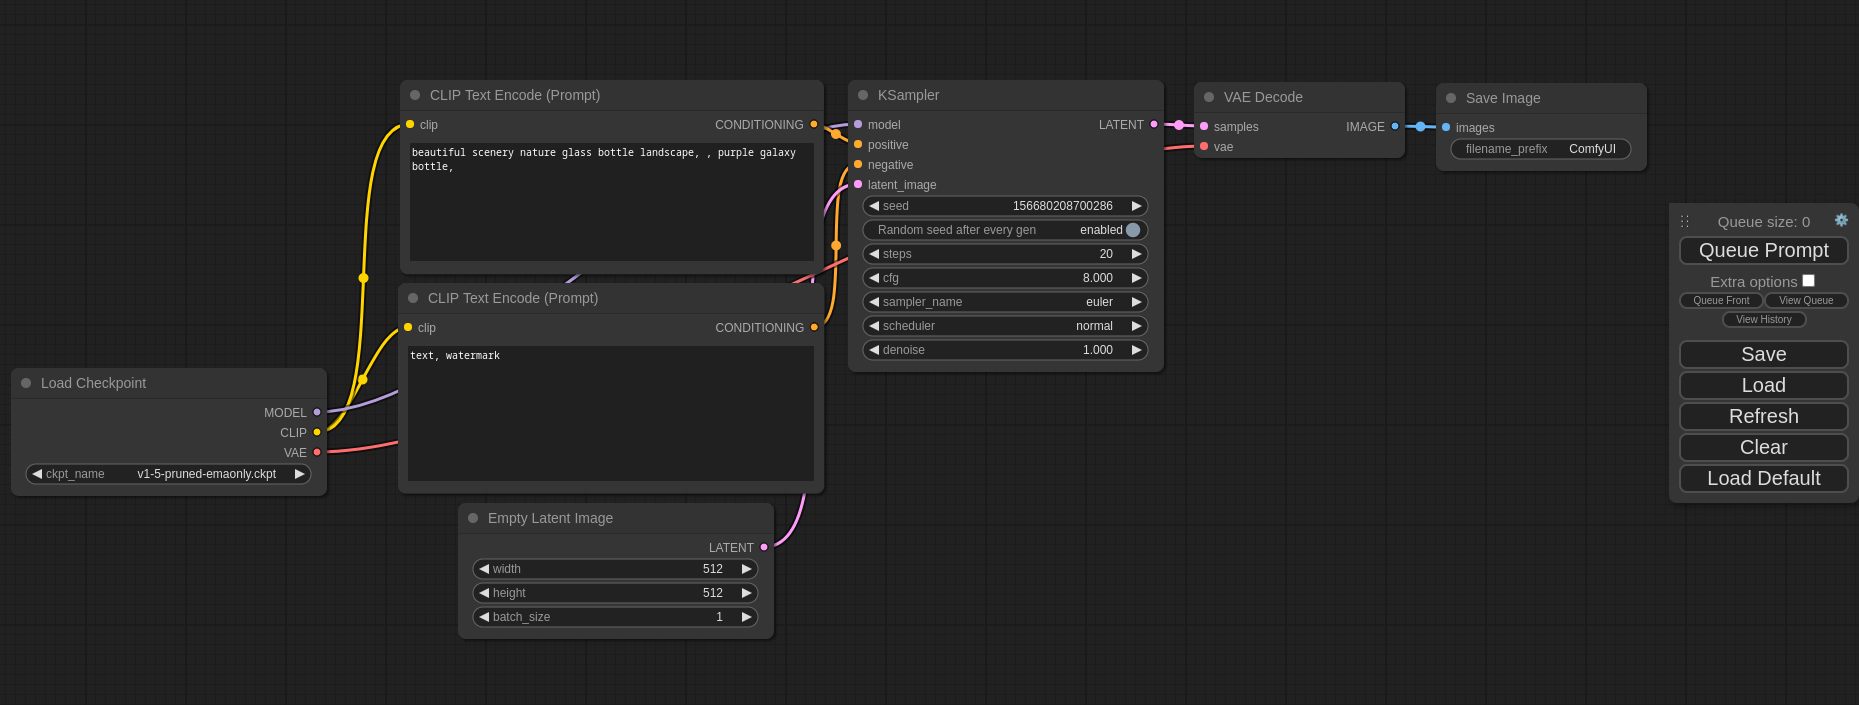 CLIP Text Encode (Prompt)
clip CONDITIONING
beautiful scenery nature glass bottle landscape, , purple galaxy
bottle,
CLIP Text Encode (Prompt)
clip CONDITIONING
text, watermark
Load Checkpoint
MODEL
CLIP
VAE
ckpt_name v1-5-pruned-emaonly.ckpt
Empty Latent Image
LATENT
width 512
height 512
batch_size 1
KSampler
model LATENT
positive
negative
latent_image
seed 156680208700286
Random seed after every gen enabled
steps 20
cfg 8.000
sampler_name euler
scheduler normal
denoise 1.000
VAE Decode
samples IMAGE
vae
Save Image
images
filename_prefix ComfyUI
Queue size: 0
Queue Prompt
Extra options
Queue Front View Queue
View History
Save
Load
Refresh
Clear
Load Default